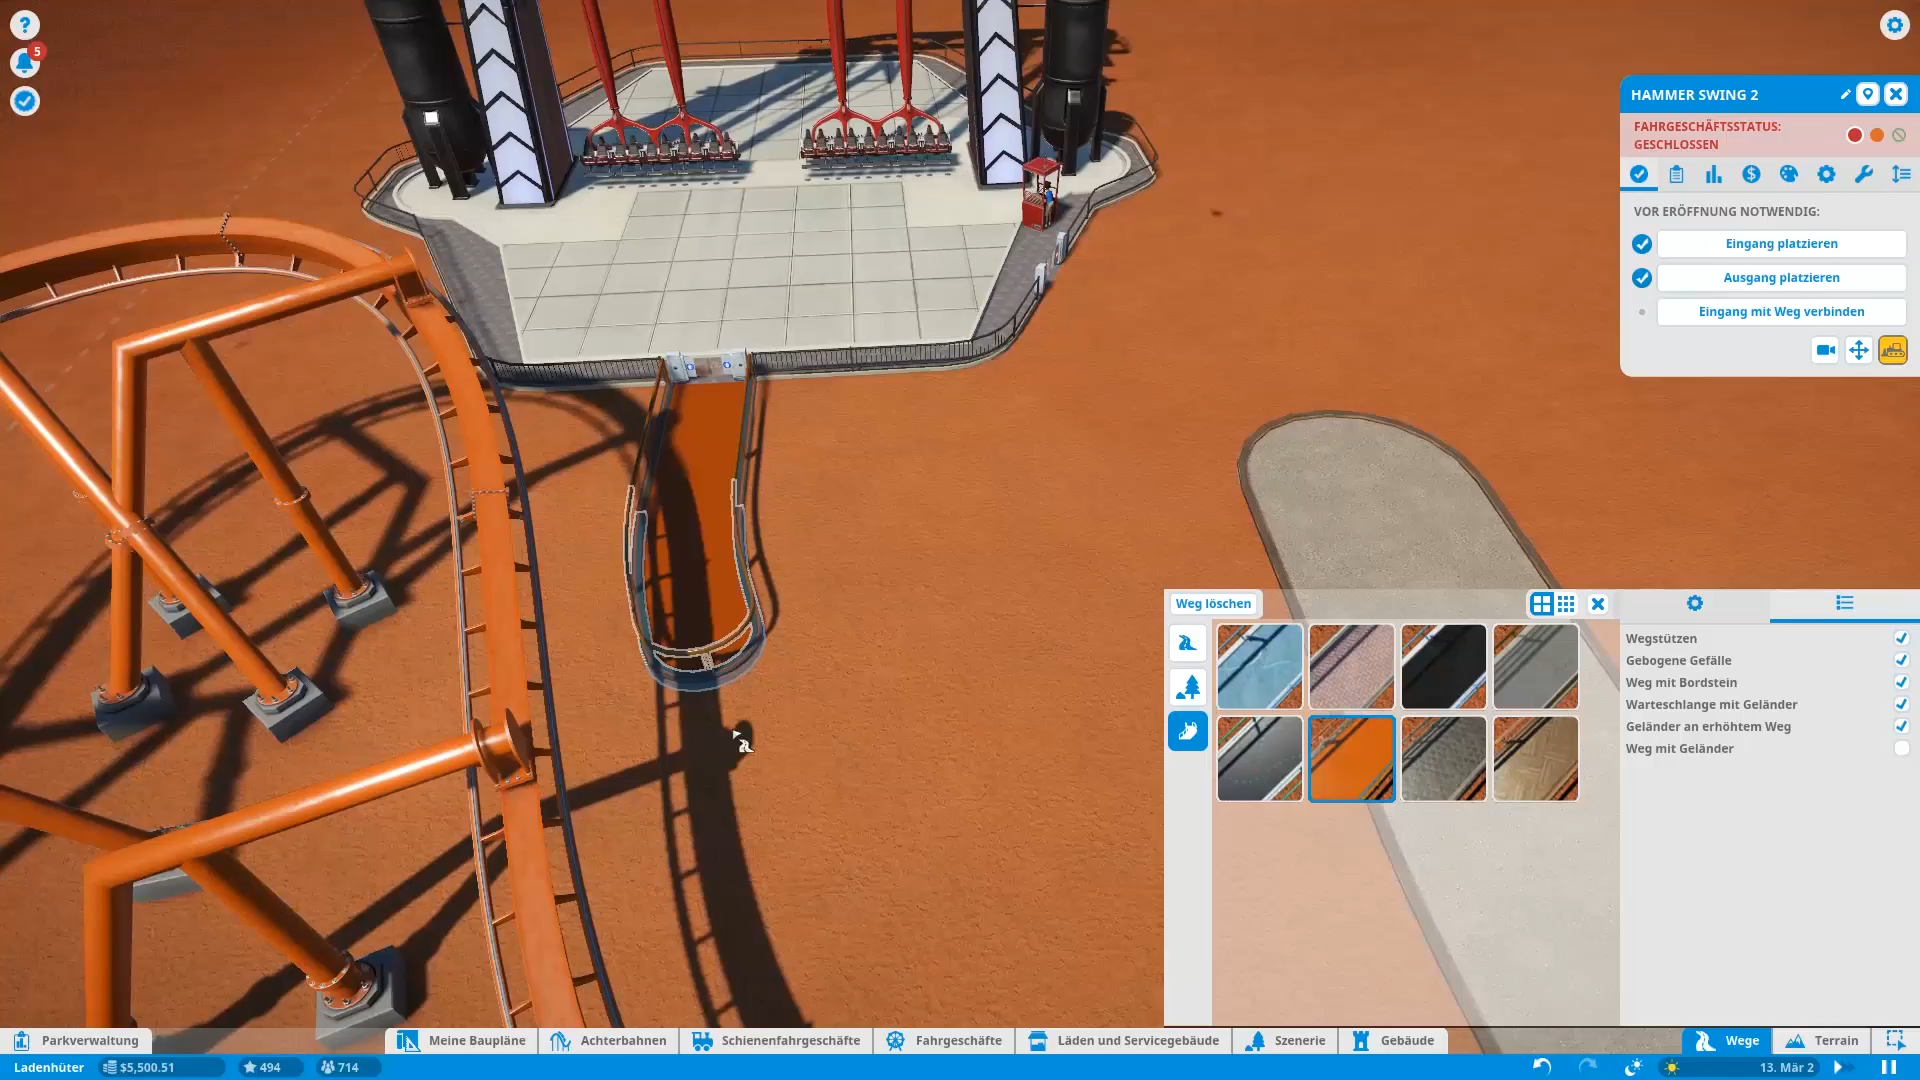 ?
5
HAMMER SWING 2
FAHRGESCHÄFTSSTATUS:
GESCHLOSSEN
VOR ERÖFFNUNG NOTWENDIG:
Eingang platzieren
Ausgang platzieren
Eingang mit Weg verbinden
Weg löschen
Wegstützen
Gebogene Gefälle
Weg mit Bordstein
Warteschlange mit Geländer
Geländer an erhöhtem Weg
Weg mit Geländer
Parkverwaltung
Meine Baupläne
Achterbahnen
Schienenfahrgeschäfte
Fahrgeschäfte
Läden und Servicegebäude
Szenerie
Gebäude
Wege
Terrain
Ladenhüter
$5,500.51
494
714
13. Mär 2